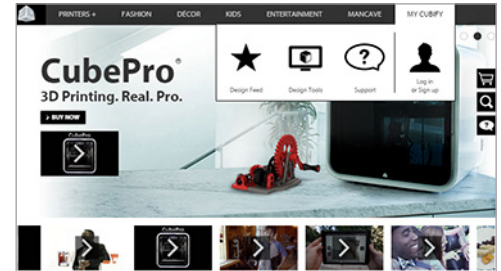 PRINTERS +
FASHION
DÉCOR
KIDS
ENTERTAINMENT
MANCAVE
MY CUBIFY
Design Feed
Design Tools
Support
Log in
or Sign up
CubePro®
3D Printing. Real. Pro.
› BUY NOW
CubePro
CubePro